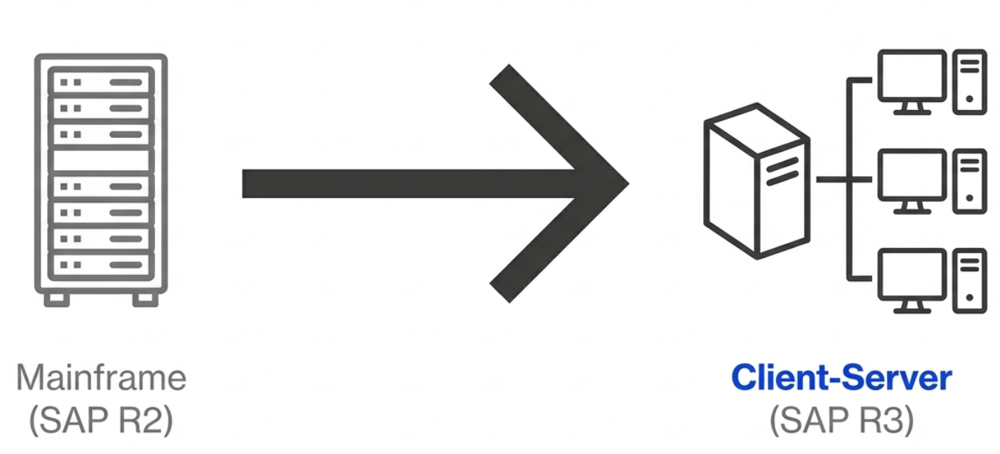 Mainframe
(SAP R2)
Client-Server
(SAP R3)